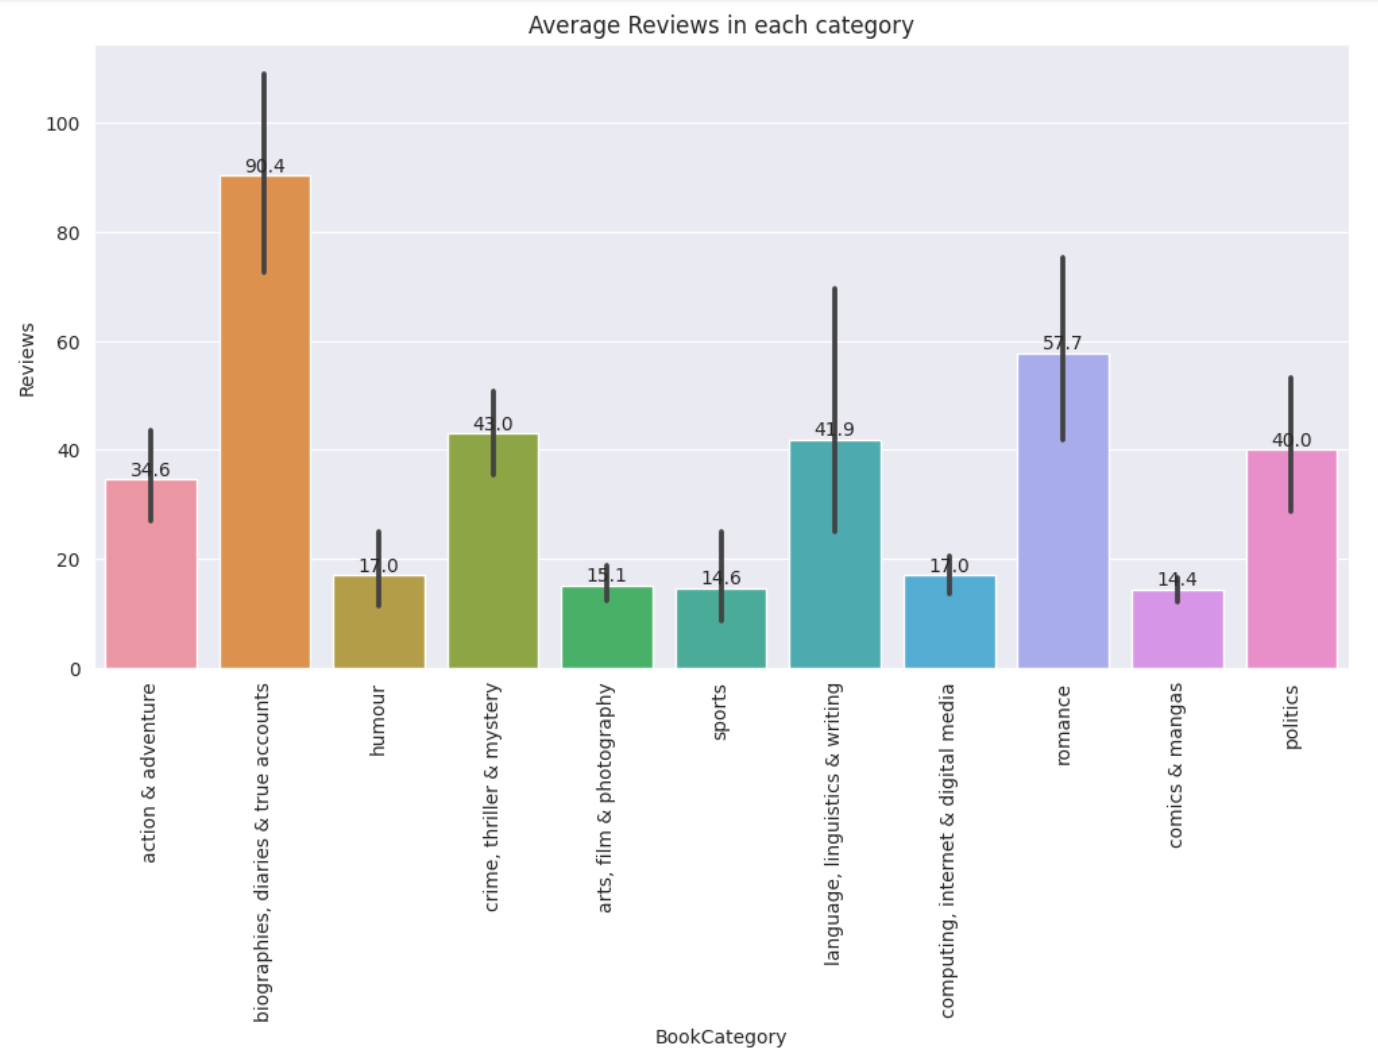 Average Reviews in each category
Reviews
100
80
60
40
20
0
34.6
90.4
17.0
43.0
15.1
14.6
41.9
17.0
57.7
14.4
40.0
action & adventure
biographies, diaries & true accounts
humour
crime, thriller & mystery
arts, film & photography
sports
language, linguistics & writing
computing, internet & digital media
romance
comics & mangas
politics
BookCategory